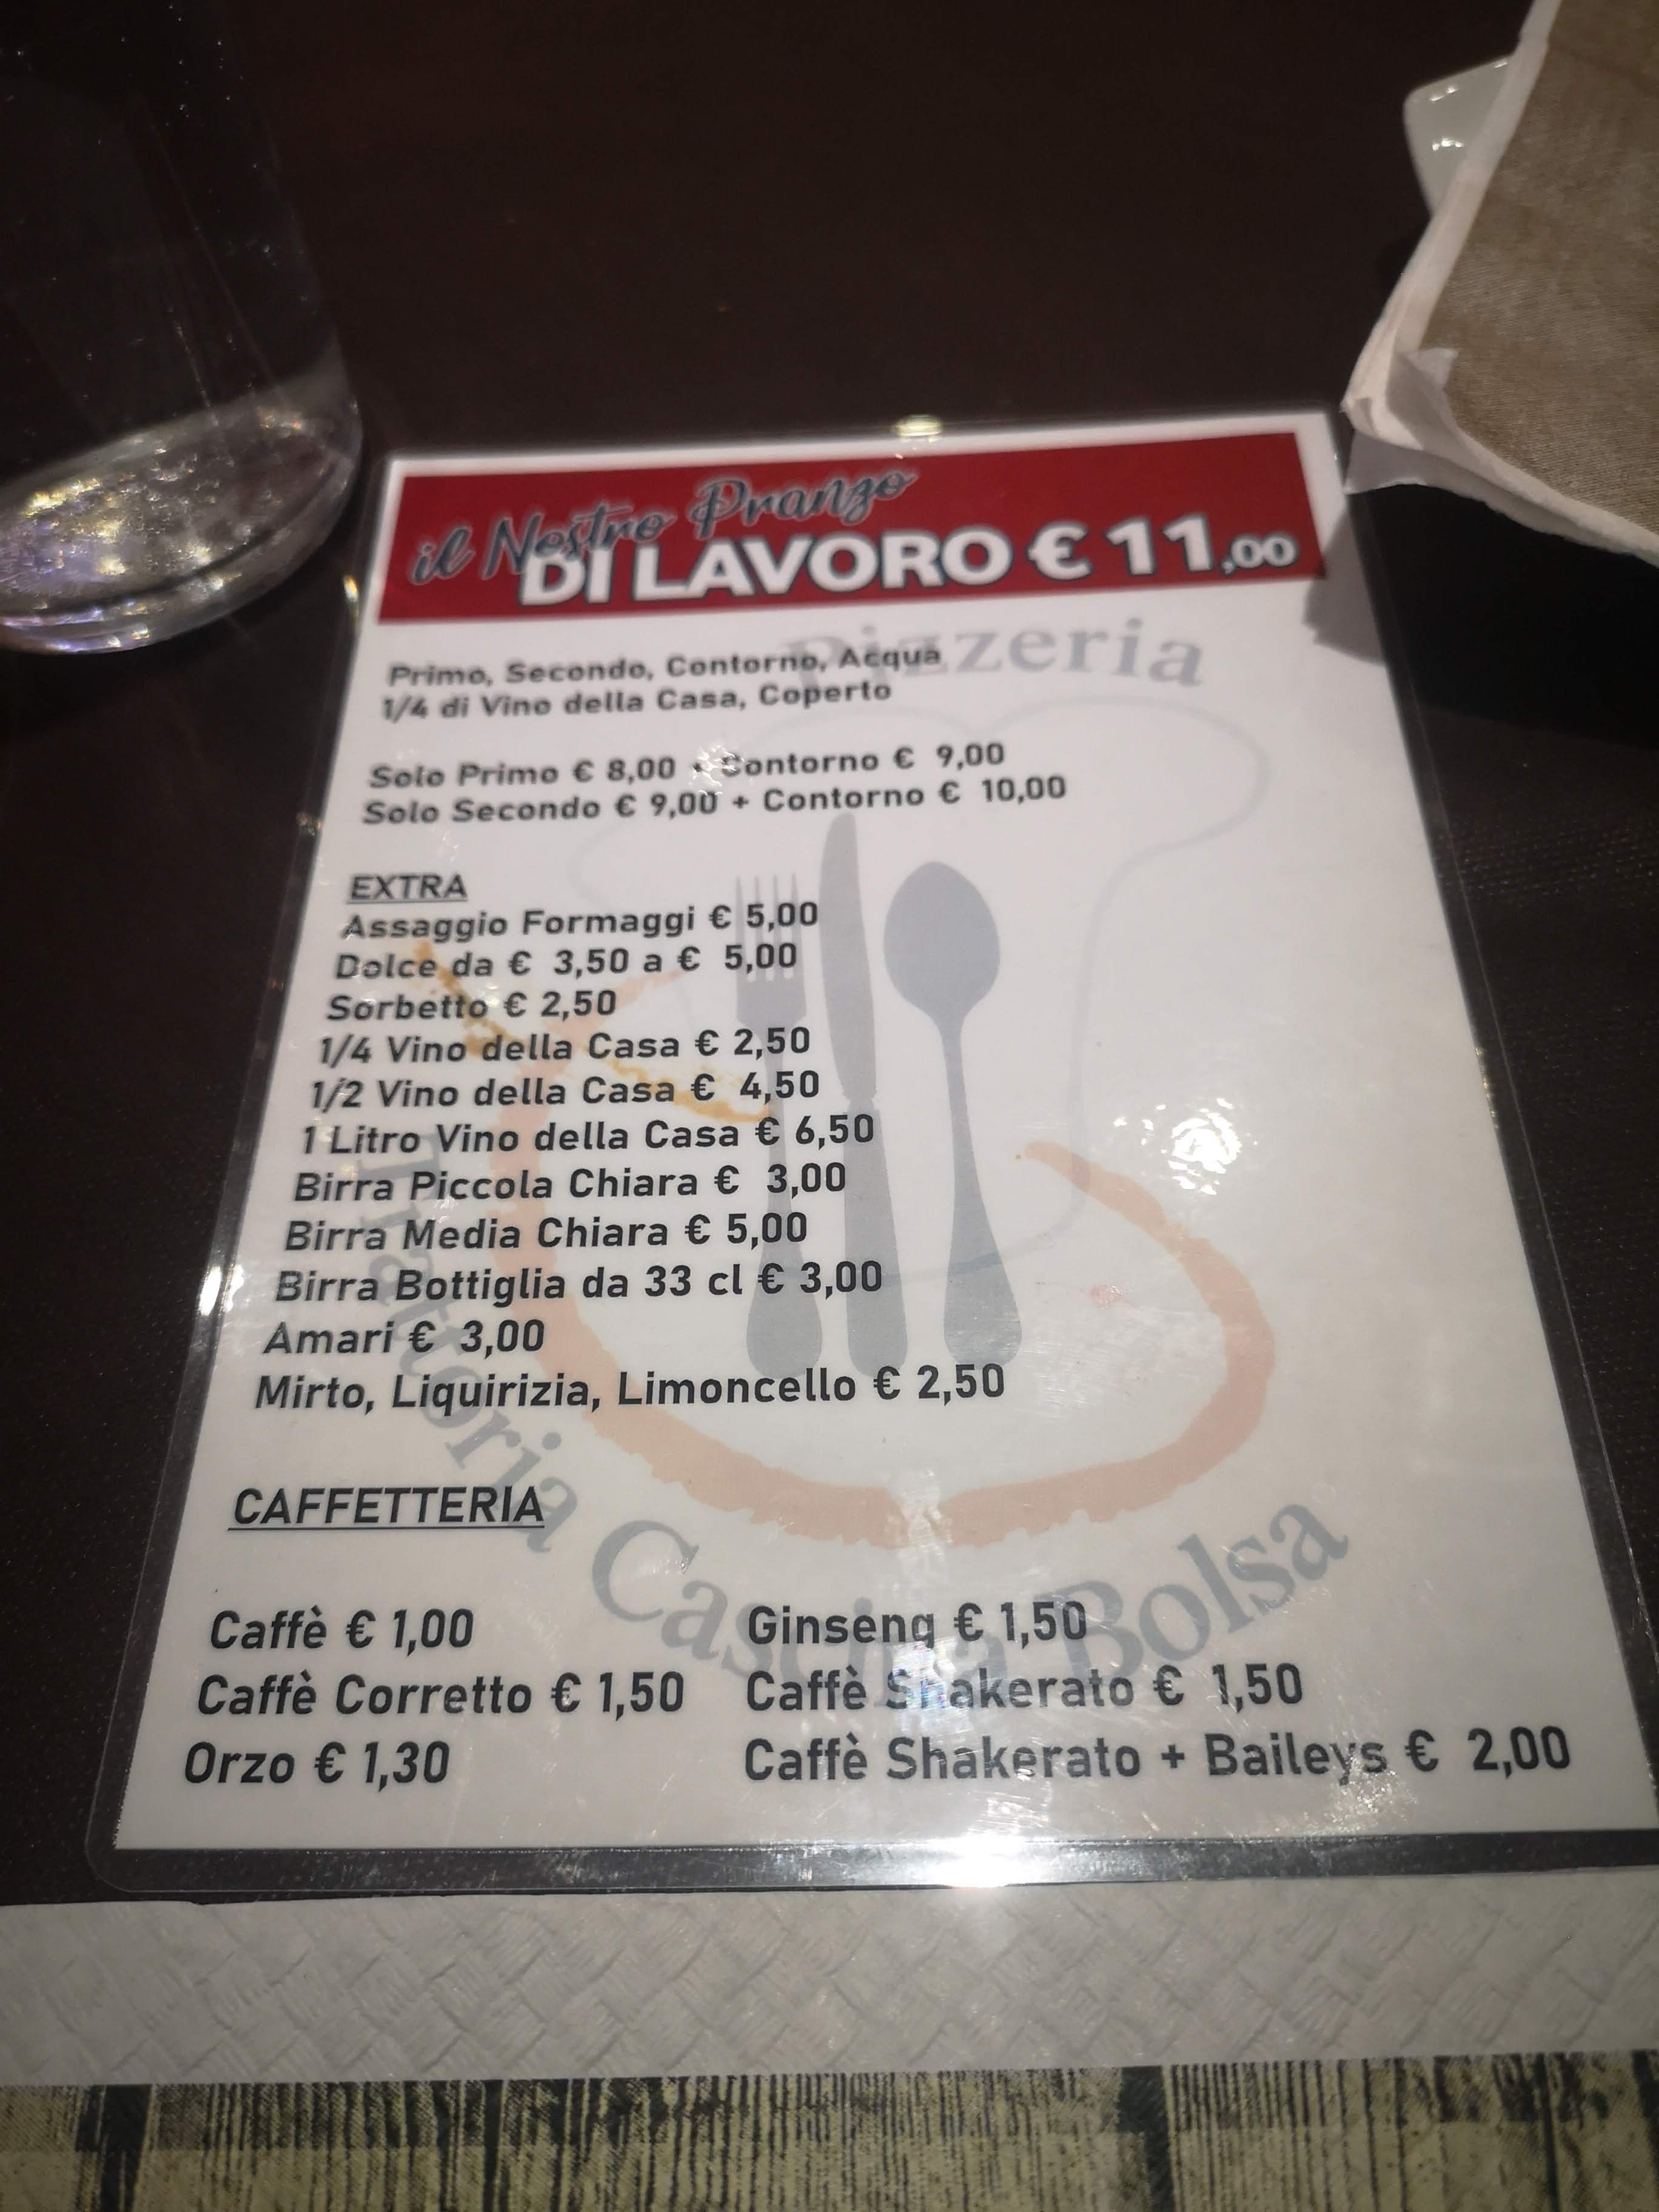 il Nostro Pranzo
DI LAVORO € 11,00
Pizzeria
Primo, Secondo, Contorno, Acqua
1/4 di Vino della Casa, Coperto
Solo Primo € 8,00 + Contorno € 9,00
Solo Secondo € 9,00 + Contorno € 10,00
EXTRA
Assaggio Formaggi € 5,00
Dolce da € 3,50 a € 5,00
Sorbetto € 2,50
1/4 Vino della Casa € 2,50
1/2 Vino della Casa € 4,50
1 Litro Vino della Casa € 6,50
Birra Piccola Chiara € 3,00
Birra Media Chiara € 5,00
Birra Bottiglia da 33 cl € 3,00
Amari € 3,00
Mirto, Liquirizia, Limoncello € 2,50
Trattoria Cascina Bolsa
CAFFETTERIA
Caffè € 1,00
Caffè Corretto € 1,50
Orzo € 1,30
Ginseng € 1,50
Caffè Shakerato € 1,50
Caffè Shakerato + Baileys € 2,00